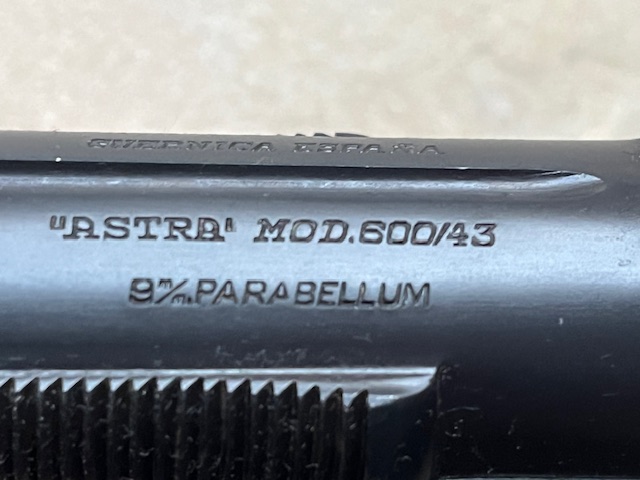 GUERNICA ESPAÑA
"ASTRA" MOD.600/43
9m/m.PARABELLUM